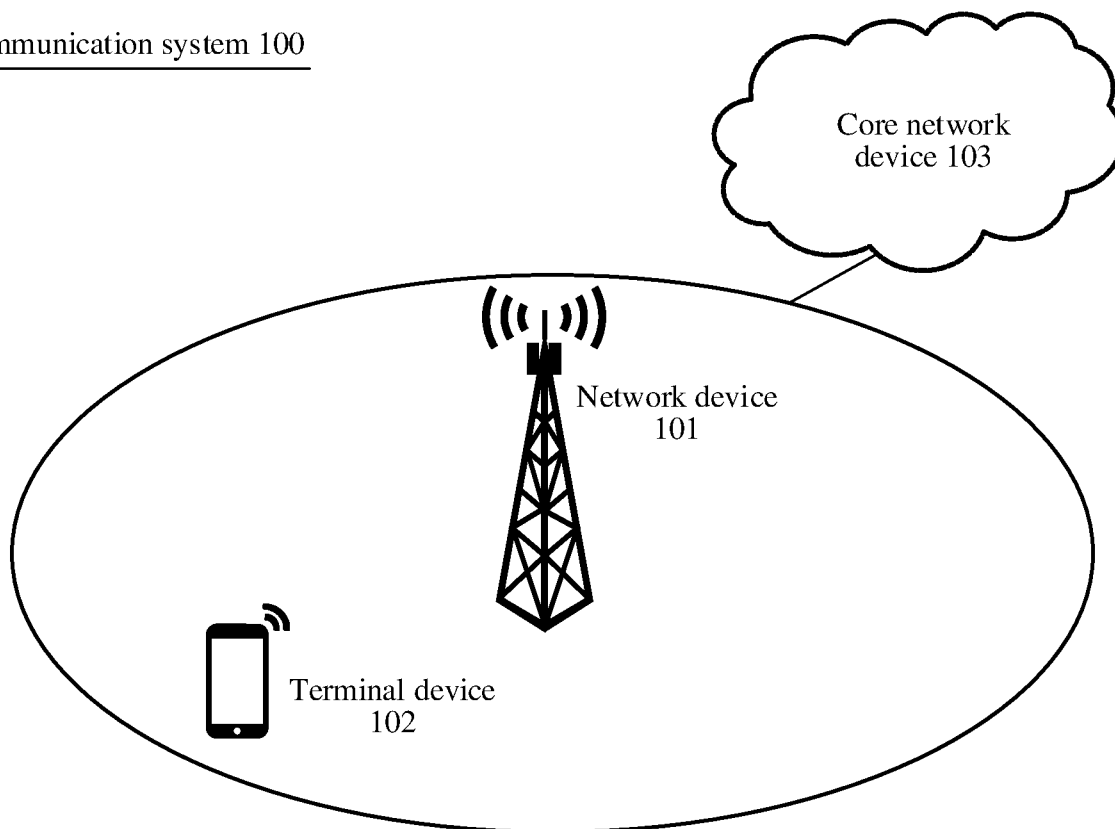 mmunication system 100
Core network
device 103
Network device
101
Terminal device
102